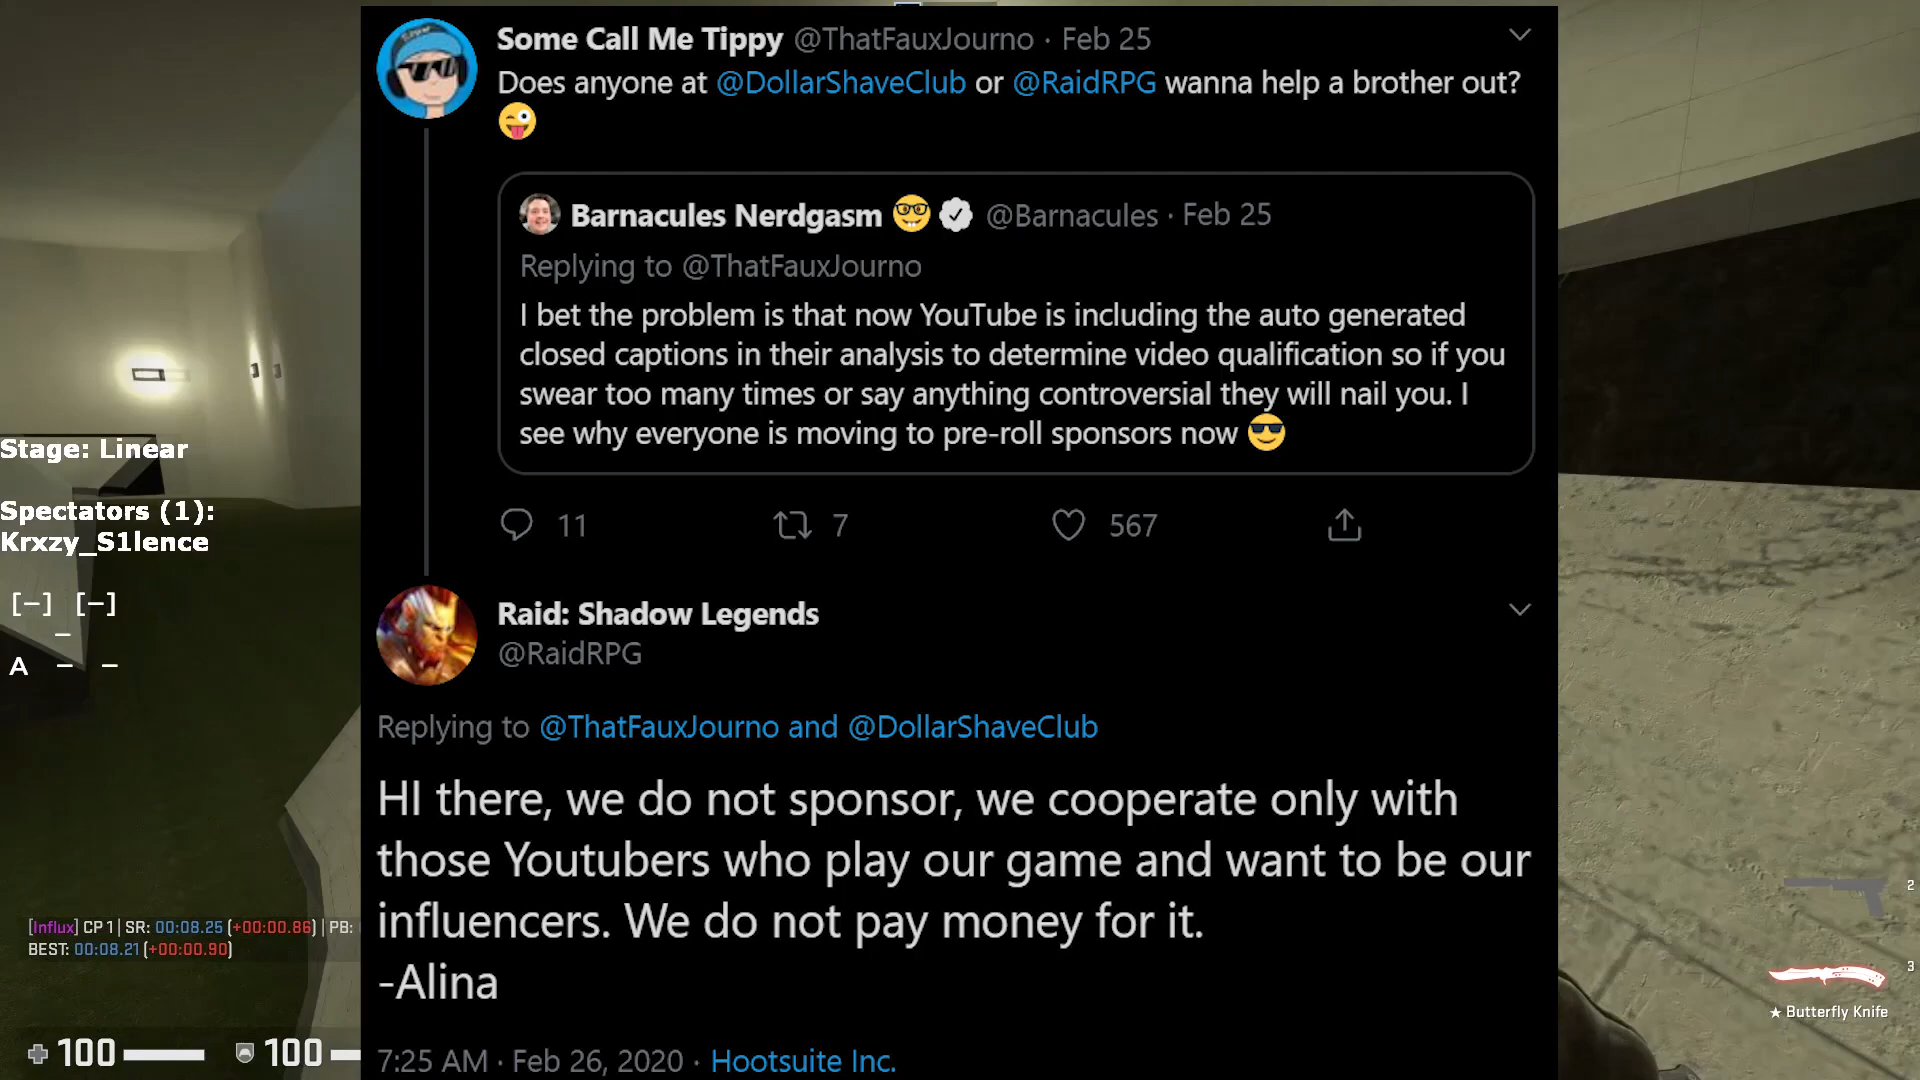 Some Call Me Tippy @ThatFauxJourno · Feb 25
Does anyone at @DollarShaveClub or @RaidRPG wanna help a brother out?
😜
Barnacules Nerdgasm 🤓 @Barnacules · Feb 25
Replying to @ThatFauxJourno
I bet the problem is that now YouTube is including the auto generated
closed captions in their analysis to determine video qualification so if you
swear too many times or say anything controversial they will nail you. I
see why everyone is moving to pre-roll sponsors now 😎
11 7 567
Raid: Shadow Legends
@RaidRPG
Replying to @ThatFauxJourno and @DollarShaveClub
HI there, we do not sponsor, we cooperate only with
those Youtubers who play our game and want to be our
influencers. We do not pay money for it.
-Alina
7:25 AM · Feb 26, 2020 · Hootsuite Inc.
Stage: Linear
Spectators (1):
Krxzy_S1lence
[–] [–]
–
A – –
[Influx] CP 1 | SR: 00:08.25 (+00:00.86) | PB:
BEST: 00:08.21 (+00:00.90)
100 100
2
3
★ Butterfly Knife